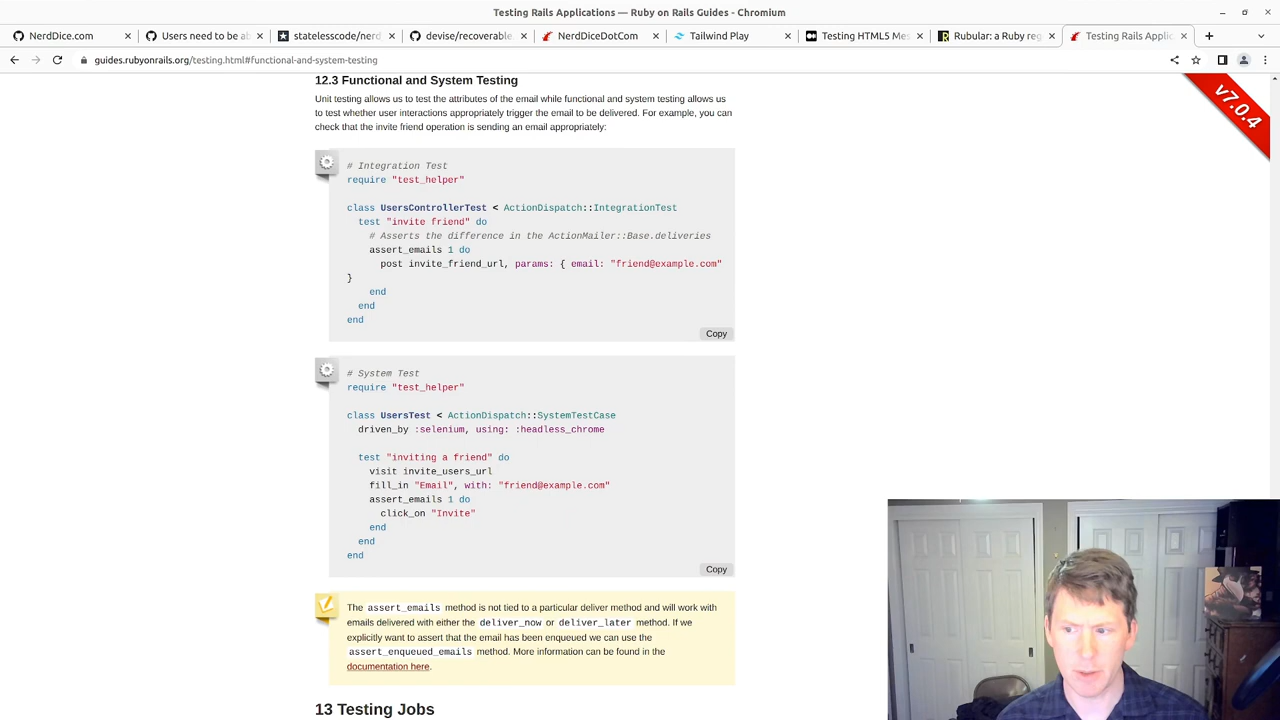 Testing Rails Applications — Ruby on Rails Guides - Chromium
NerdDice.com
Users need to be ab
statelesscode/nerd
devise/recoverable.
NerdDiceDotCom
Tailwind Play
Testing HTML5 Mes
Rubular: a Ruby reg
Testing Rails Applic
guides.rubyonrails.org/testing.html#functional-and-system-testing
v7.0.4
12.3 Functional and System Testing
Unit testing allows us to test the attributes of the email while functional and system testing allows us
to test whether user interactions appropriately trigger the email to be delivered. For example, you can
check that the invite friend operation is sending an email appropriately:
# Integration Test
require "test_helper"
class UsersControllerTest < ActionDispatch::IntegrationTest
test "invite friend" do
# Asserts the difference in the ActionMailer::Base.deliveries
assert_emails 1 do
post invite_friend_url, params: { email: "friend@example.com"
}
end
end
end
Copy
# System Test
require "test_helper"
class UsersTest < ActionDispatch::SystemTestCase
driven_by :selenium, using: :headless_chrome
test "inviting a friend" do
visit invite_users_url
fill_in "Email", with: "friend@example.com"
assert_emails 1 do
click_on "Invite"
end
end
end
Copy
The assert_emails method is not tied to a particular deliver method and will work with
emails delivered with either the deliver_now or deliver_later method. If we
explicitly want to assert that the email has been enqueued we can use the
assert_enqueued_emails method. More information can be found in the
documentation here.
13 Testing Jobs